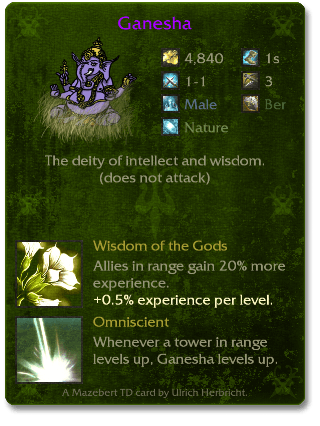 Ganesha
4,840 1s
1-1 3
Male Ber
Nature
The deity of intellect and wisdom.
(does not attack)
Wisdom of the Gods
Allies in range gain 20% more
experience.
+0.5% experience per level.
Omniscient
Whenever a tower in range
levels up, Ganesha levels up.
A Mazebert TD card by Ulrich Herbricht.